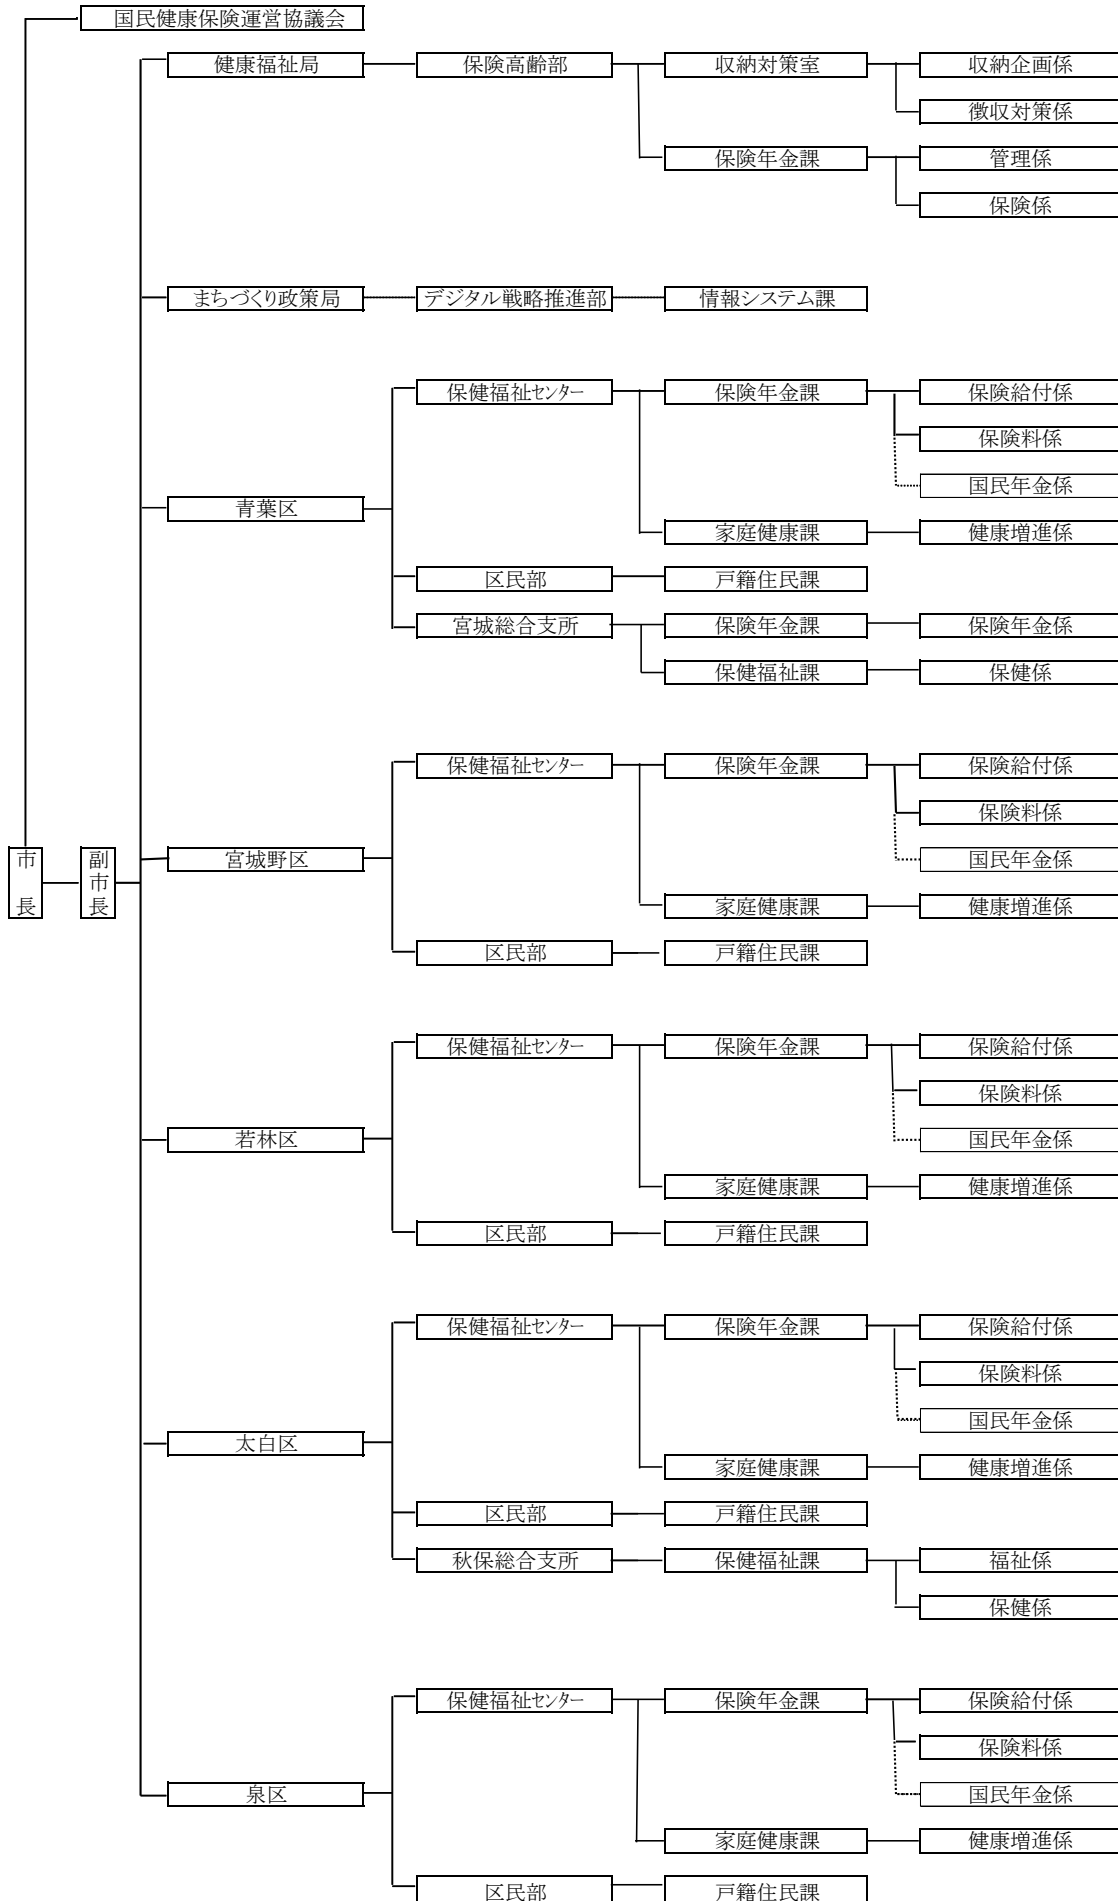 国民健康保険運営協議会
健康福祉局 保険高齢部 収納対策室 収納企画係
徴収対策係
保険年金課 管理係
保険係
まちづくり政策局 デジタル戦略推進部 情報システム課
保健福祉センター 保険年金課 保険給付係
保険料係
国民年金係
青葉区
家庭健康課 健康増進係
区民部 戸籍住民課
宮城総合支所 保険年金課 保険年金係
保健福祉課 保健係
保健福祉センター 保険年金課 保険給付係
保険料係
市長 副市長 宮城野区 国民年金係
家庭健康課 健康増進係
区民部 戸籍住民課
保健福祉センター 保険年金課 保険給付係
保険料係
若林区 国民年金係
家庭健康課 健康増進係
区民部 戸籍住民課
保健福祉センター 保険年金課 保険給付係
保険料係
国民年金係
太白区
家庭健康課 健康増進係
区民部 戸籍住民課
秋保総合支所 保健福祉課 福祉係
保健係
保健福祉センター 保険年金課 保険給付係
保険料係
泉区 国民年金係
家庭健康課 健康増進係
区民部 戸籍住民課